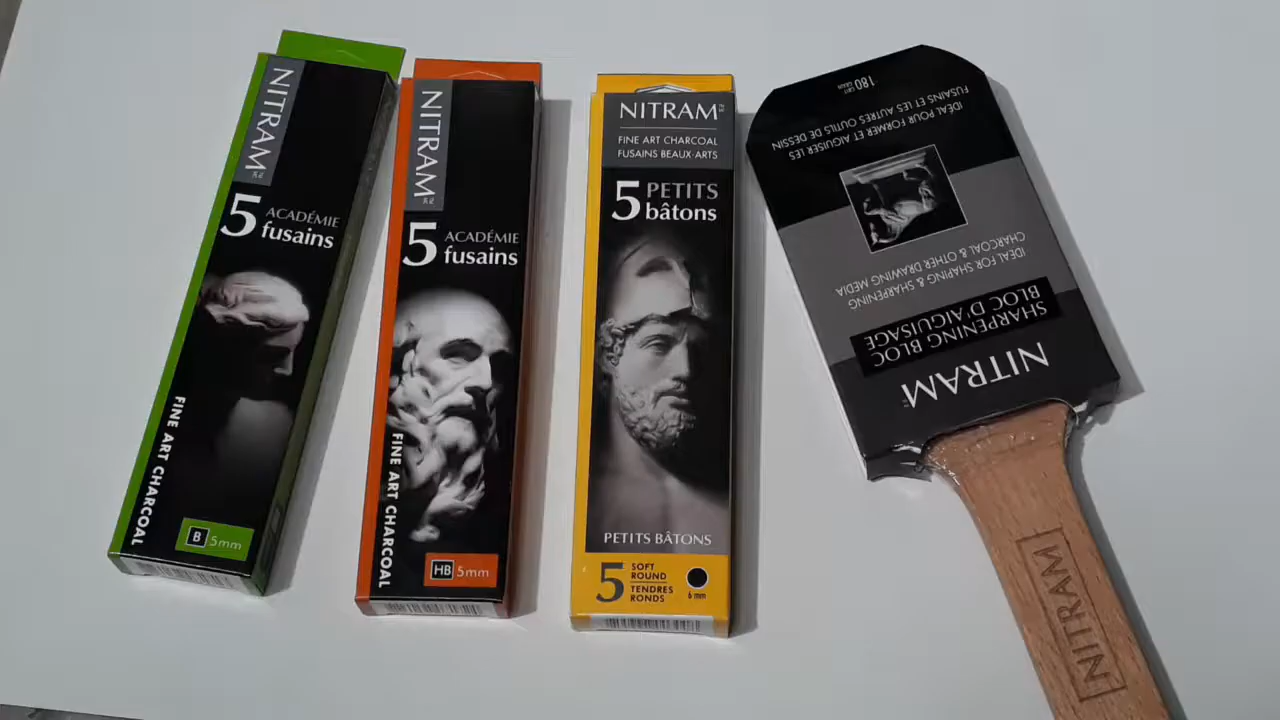 NITRAM
5 ACADÉMIE
fusains
FINE ART CHARCOAL
B 5mm
NITRAM
5 ACADÉMIE
fusains
FINE ART CHARCOAL
HB 5mm
NITRAM
FINE ART CHARCOAL
FUSAINS BEAUX-ARTS
5 PETITS
bâtons
PETITS BÂTONS
5 SOFT
ROUND
TENDRES
RONDS
6 mm
NITRAM
SHARPENING BLOC
BLOC D'AIGUISAGE
IDEAL FOR SHAPING & SHARPENING
CHARCOAL & OTHER DRAWING MEDIA
IDÉAL POUR FORMER ET AIGUISER LES
FUSAINS ET LES AUTRES OUTILS DE DESSIN
180 GRIT
GRAIN
NITRAM